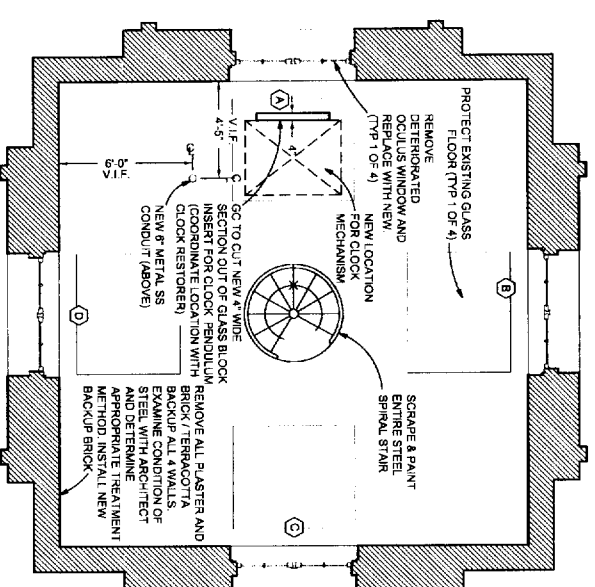 PROTECT EXISTING GLASS
FLOOR (TYP 1 OF 4)
REMOVE
DETERIORATED
OCULUS WINDOW AND
REPLACE WITH NEW.
(TYP 1 OF 4)
NEW LOCATION
FOR CLOCK
MECHANISM
SCRAPE & PAINT
ENTIRE STEEL
SPIRAL STAIR
A
B
C
D
4"
4'-5"
V.I.F.
6'-0"
V.I.F.
GC TO CUT NEW 4" WIDE
SECTION OUT OF GLASS BLOCK
INSERT FOR CLOCK PENDULUM
(COORDINATE LOCATION WITH
CLOCK RESTORER)
NEW 6" METAL SS
CONDUIT (ABOVE)
REMOVE ALL PLASTER AND
BRICK / TERRACOTTA
BACKUP ALL 4 WALLS.
EXAMINE CONDITION OF
STEEL WITH ARCHITECT
AND DETERMINE
APPROPRIATE TREATMENT
METHOD. INSTALL NEW
BACKUP BRICK